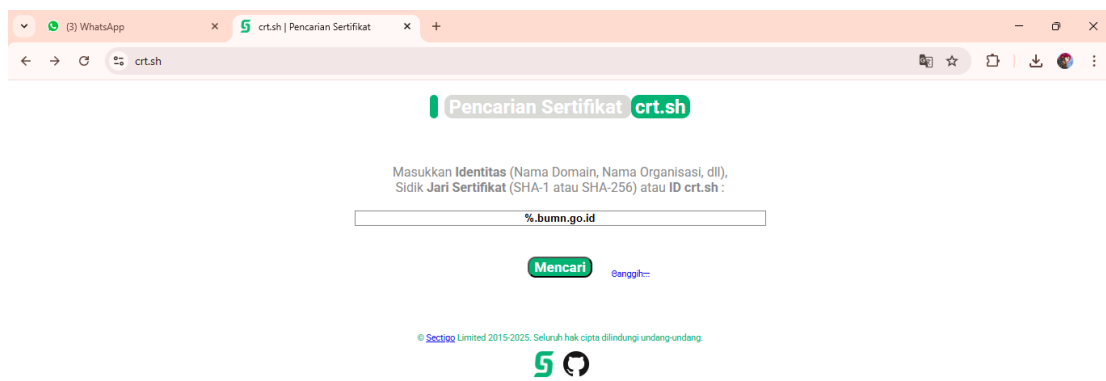 (3) WhatsApp
crt.sh | Pencarian Sertifikat
crt.sh
Pencarian Sertifikat crt.sh
Masukkan Identitas (Nama Domain, Nama Organisasi, dll),
Sidik Jari Sertifikat (SHA-1 atau SHA-256) atau ID crt.sh :
%.bumn.go.id
Mencari
© Sectigo Limited 2015-2025. Seluruh hak cipta dilindungi undang-undang.